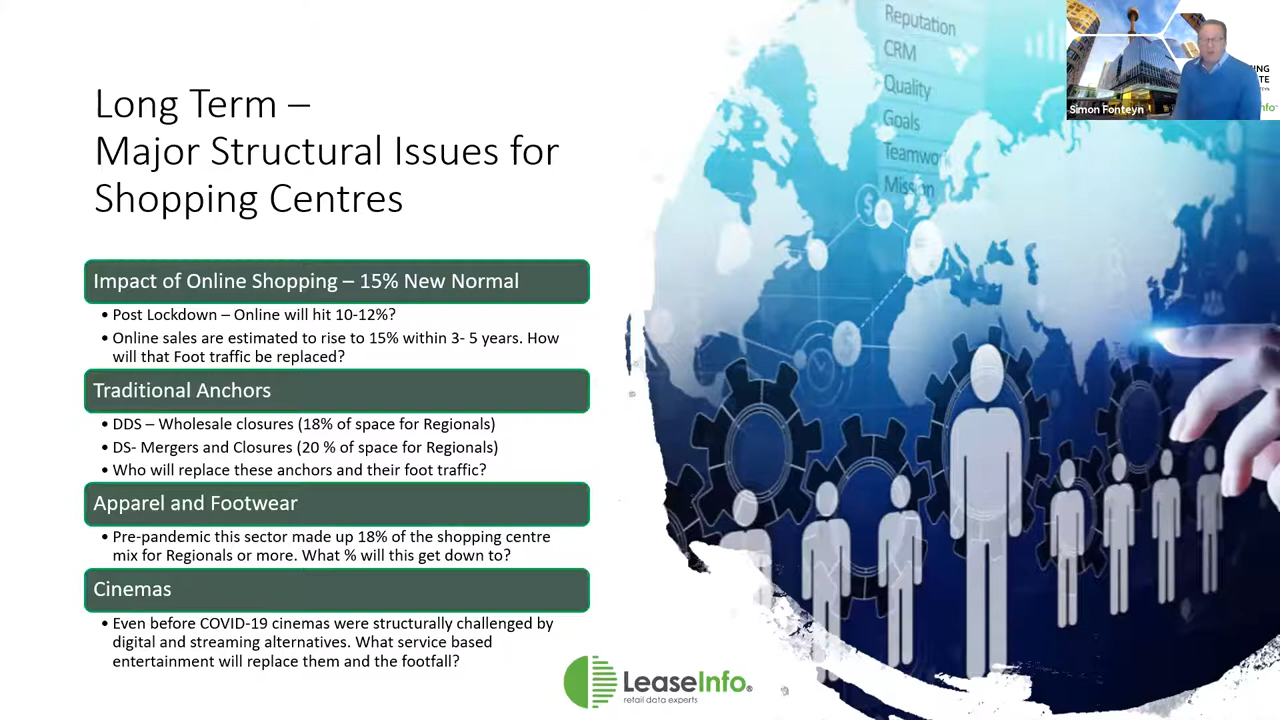 Long Term –
Major Structural Issues for
Shopping Centres
Impact of Online Shopping – 15% New Normal
• Post Lockdown – Online will hit 10-12%?
• Online sales are estimated to rise to 15% within 3- 5 years. How
will that Foot traffic be replaced?
Traditional Anchors
• DDS – Wholesale closures (18% of space for Regionals)
• DS- Mergers and Closures (20 % of space for Regionals)
• Who will replace these anchors and their foot traffic?
Apparel and Footwear
• Pre-pandemic this sector made up 18% of the shopping centre
mix for Regionals or more. What % will this get down to?
Cinemas
• Even before COVID-19 cinemas were structurally challenged by
digital and streaming alternatives. What service based
entertainment will replace them and the footfall?
LeaseInfo®
retail data experts
Reputation
CRM
Quality
Goals
Teamwo
Mission
$
$
Simon Fonteyn